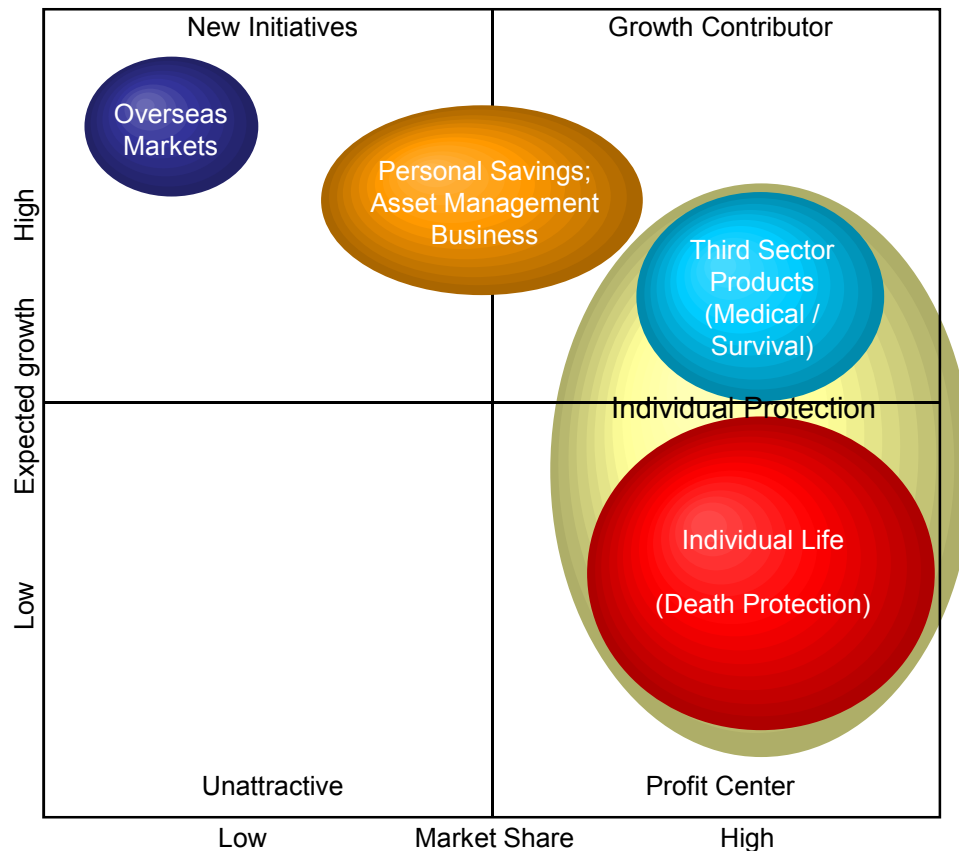 New Initiatives
Growth Contributor
Overseas
Markets
Personal Savings;
Asset Management
Business
Third Sector
Products
(Medical /
Survival)
Individual Protection
Individual Life
(Death Protection)
Unattractive
Profit Center
High
Expected growth
Low
Low
Market Share
High